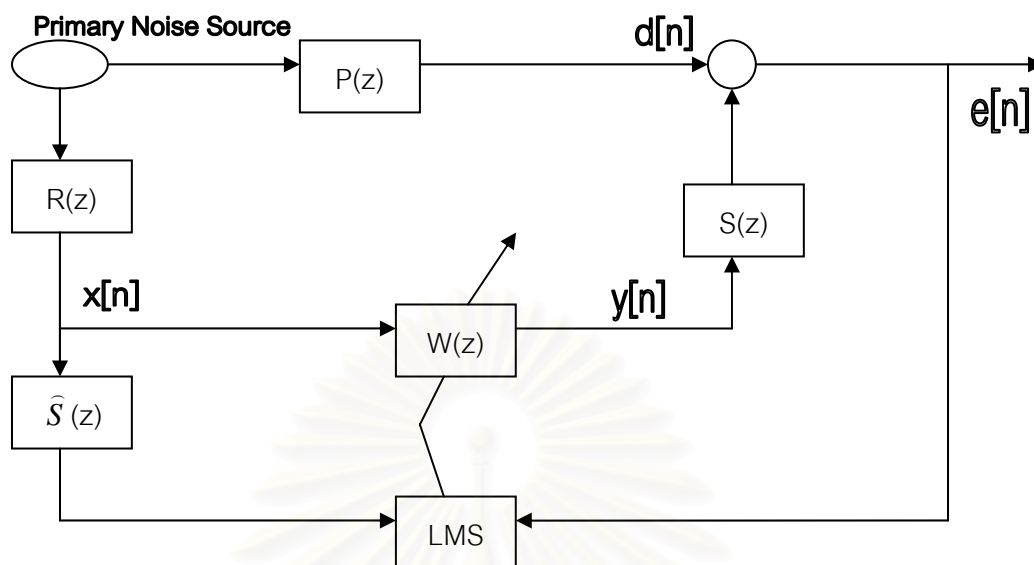 Primary Noise Source
d[n]
P(z)
e[n]
R(z)
S(z)
x[n]
y[n]
W(z)
Ŝ (z)
LMS